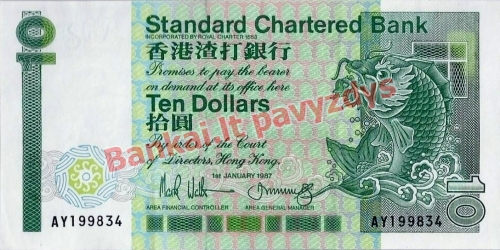 Standard Chartered Bank
INCORPORATED BY ROYAL CHARTER 1853
香港渣打銀行
Promises to pay the bearer
on demand at its office here
Ten Dollars
拾圓
By order of the Court
of Directors, Hong Kong.
1st JANUARY 1987
AREA FINANCIAL CONTROLLER
AREA GENERAL MANAGER
AY199834
AY199834
10
10
Bankai.lt pavyzdys